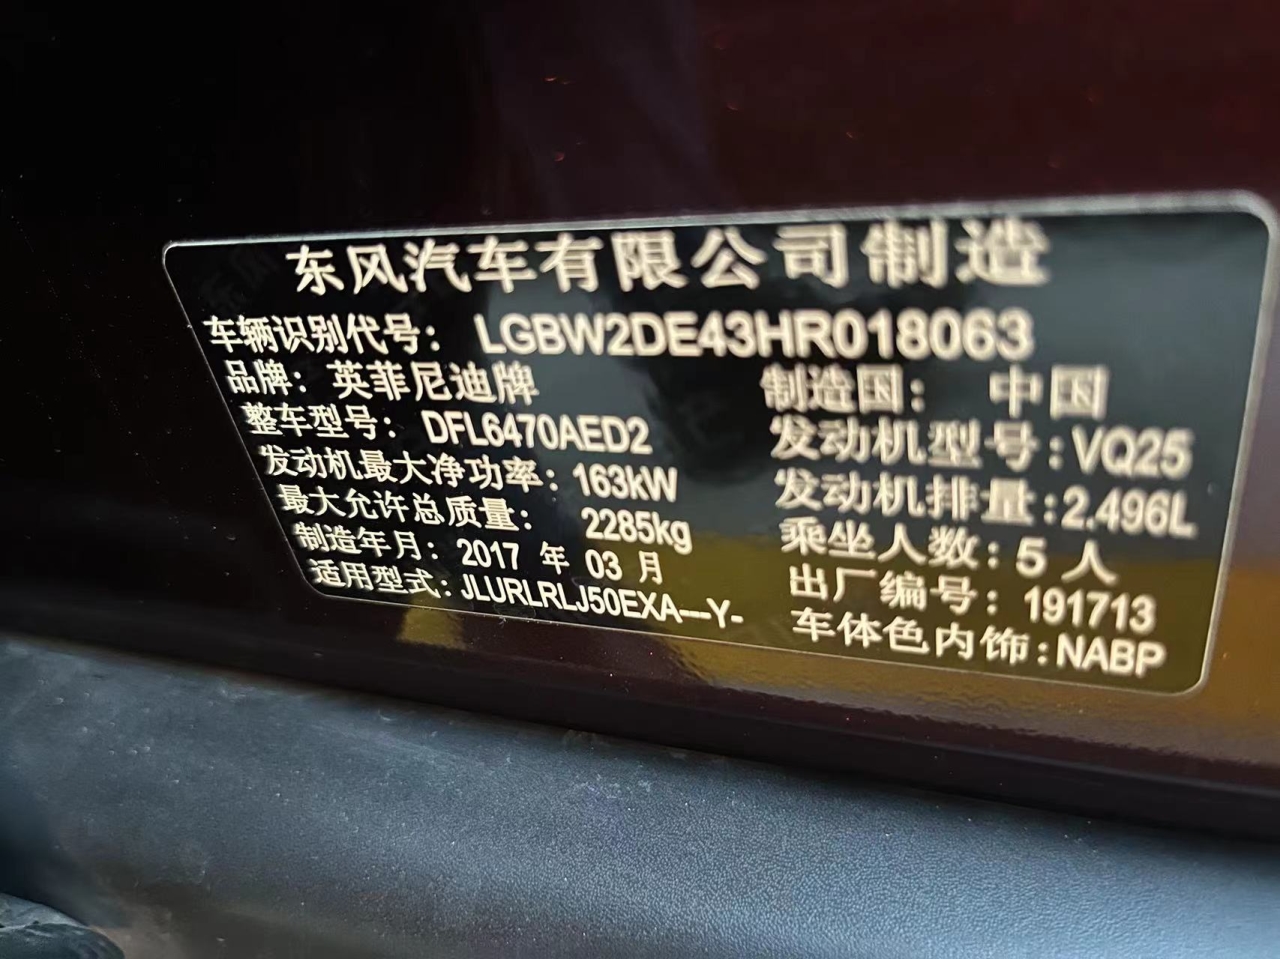 东风汽车有限公司制造
车辆识别代号: LGBW2DE43HR018063
品牌: 英菲尼迪牌 制造国: 中国
整车型号: DFL6470AED2 发动机型号:VQ25
发动机最大净功率: 163kW 发动机排量:2.496L
最大允许总质量: 2285kg 乘坐人数: 5 人
制造年月: 2017 年 03 月 出厂编号: 191713
适用型式: JLURLRLJ50EXA---Y- 车体色内饰:NABP